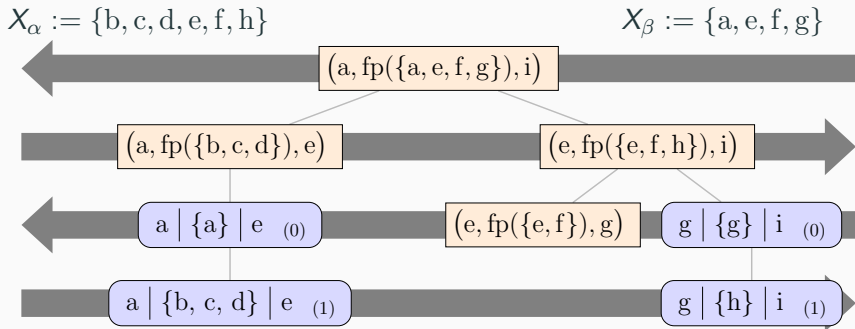 X_α := {b, c, d, e, f, h} X_β := {a, e, f, g}
(a, fp({a, e, f, g}), i)
(a, fp({b, c, d}), e) (e, fp({e, f, h}), i)
a | {a} | e (0) (e, fp({e, f}), g) g | {g} | i (0)
a | {b, c, d} | e (1) g | {h} | i (1)